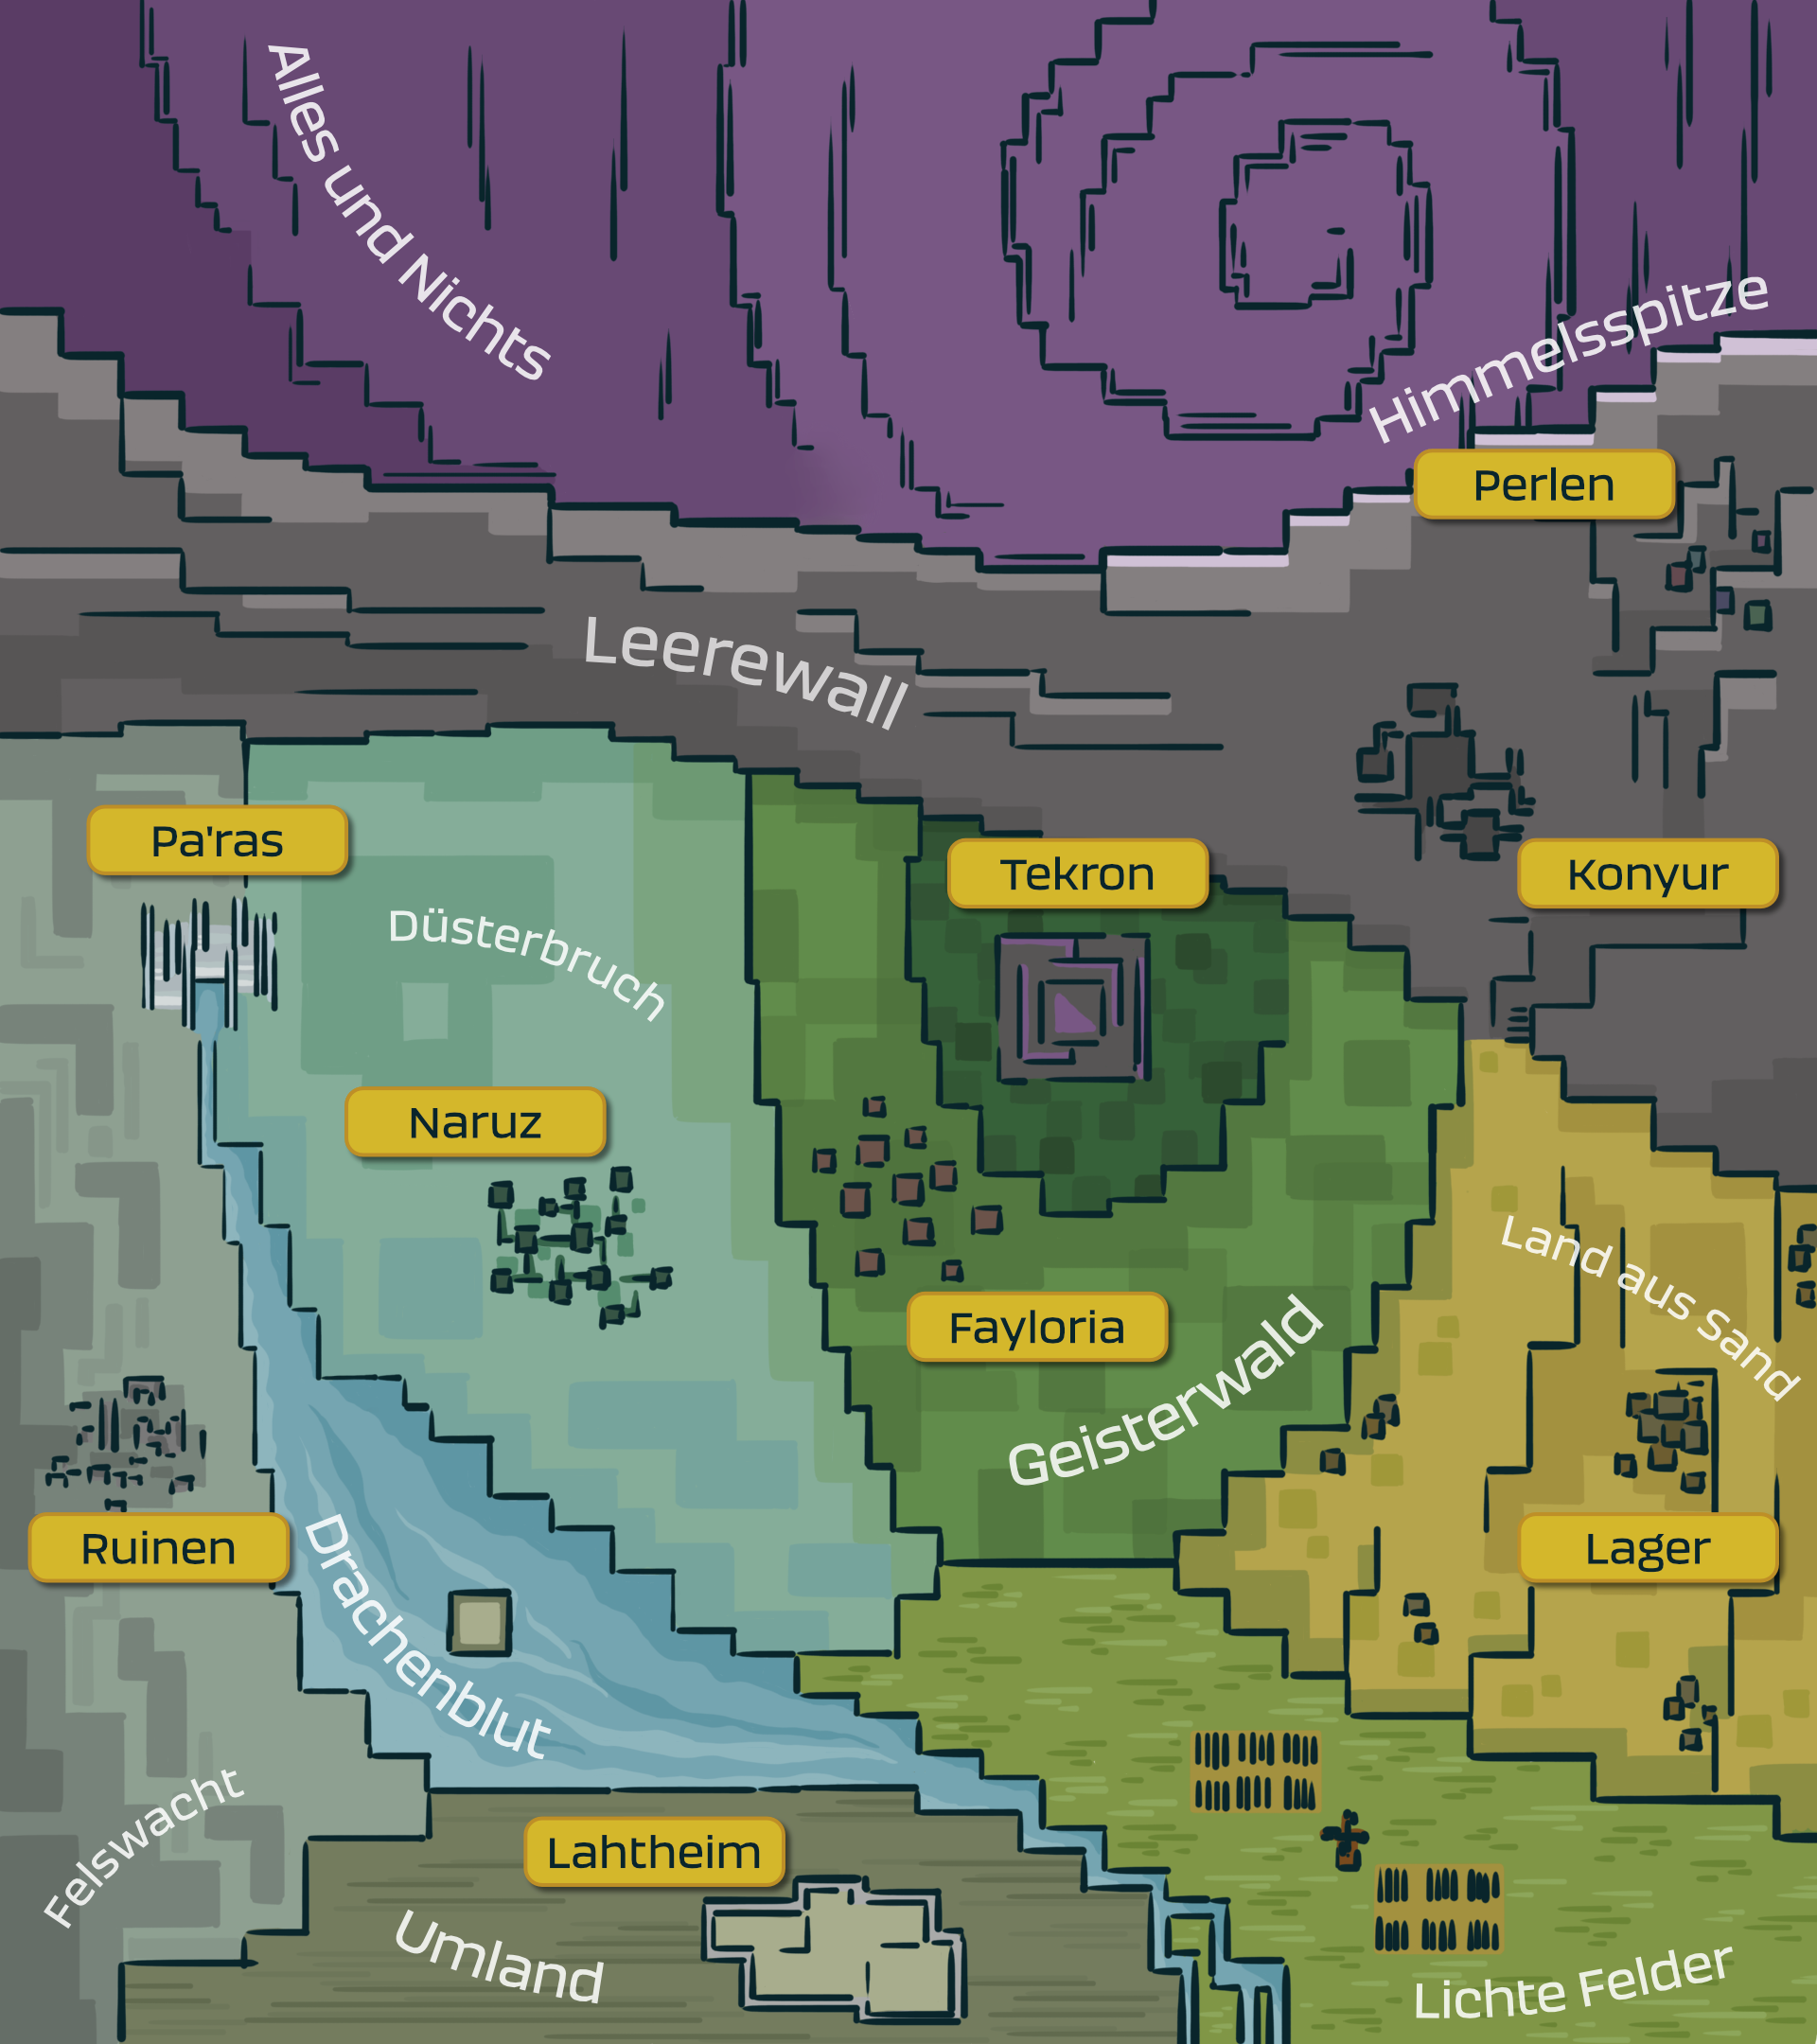 Alles und Nichts
Himmelsspitze
Perlen
Leerewall
Pa'ras
Tekron
Konyur
Düsterbruch
Naruz
Land aus Sand
Fayloria
Geisterwald
Ruinen
Lager
Drachenblut
Felswacht
Lahtheim
Umland
Lichte Felder